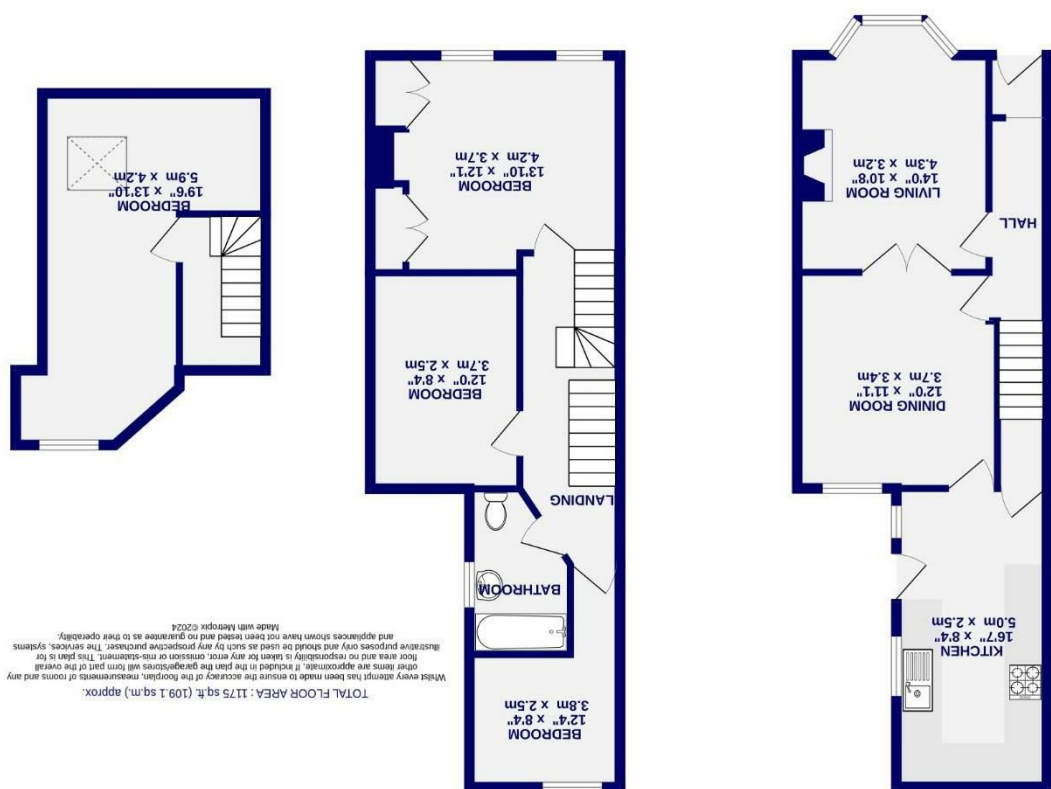 KITCHEN
16'7" x 8'4"
5.0m x 2.5m
DINING ROOM
12'0" x 11'1"
3.7m x 3.4m
HALL
LIVING ROOM
14'0" x 10'8"
4.3m x 3.2m
BEDROOM
12'4" x 8'4"
3.8m x 2.5m
BATHROOM
LANDING
BEDROOM
12'0" x 8'4"
3.7m x 2.5m
BEDROOM
13'10" x 12'1"
4.2m x 3.7m
BEDROOM
19'6" x 13'10"
5.9m x 4.2m
TOTAL FLOOR AREA : 1175 sq.ft. (109.1 sq.m.) approx.
Whilst every attempt has been made to ensure the accuracy of the floorplan, measurements of rooms and any
other items are approximate. If included in the plan the garage/stores will form part of the overall
floor area and no responsibility is taken for any error, omission or mis-statement. This plan is for
illustrative purposes only and should be used as such by any prospective purchaser. The services, systems
and appliances shown have not been tested and no guarantee as to their operability.
Made with Metropix ©2024